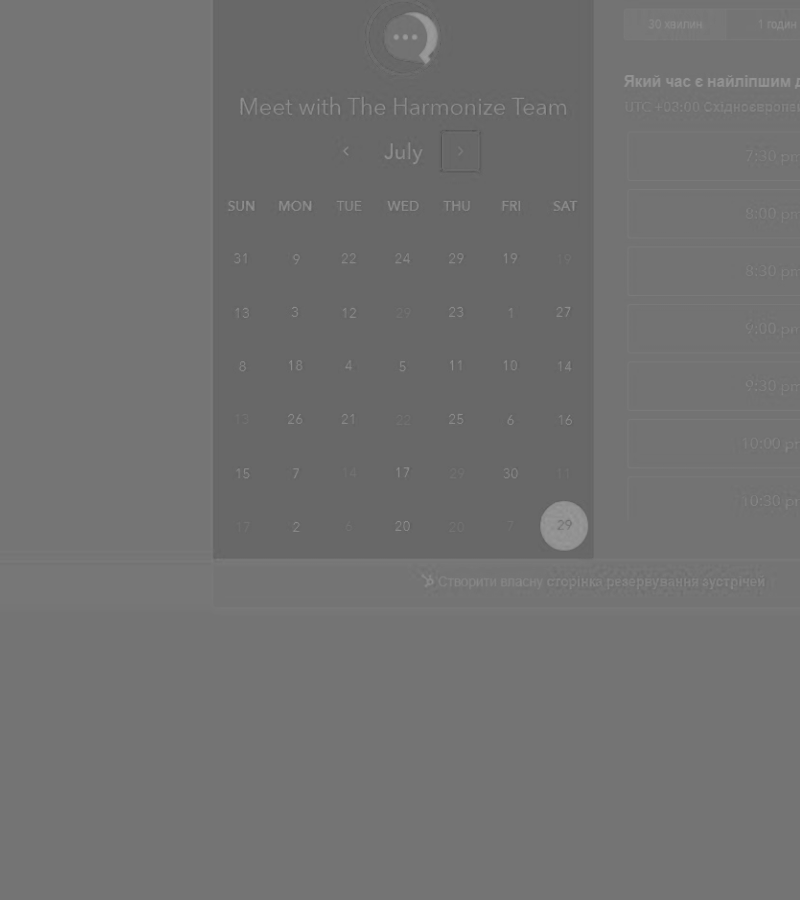 Meet with The Harmonize Team
July
SUN MON TUE WED THU FRI SAT
31 9 22 24 29 19 19
13 3 12 29 23 1 27
8 18 4 5 11 10 14
13 26 21 22 25 6 16
15 7 14 17 29 30 11
17 2 6 20 20 7 29
30 хвилин 1 годин
Який час є найліпшим д
UTC +03:00 Східноєвропе
7:30 pm
8:00 pm
8:30 pm
9:00 pm
9:30 pm
10:00 pm
10:30 pm
Створити власну сторінка резервування зустрічей